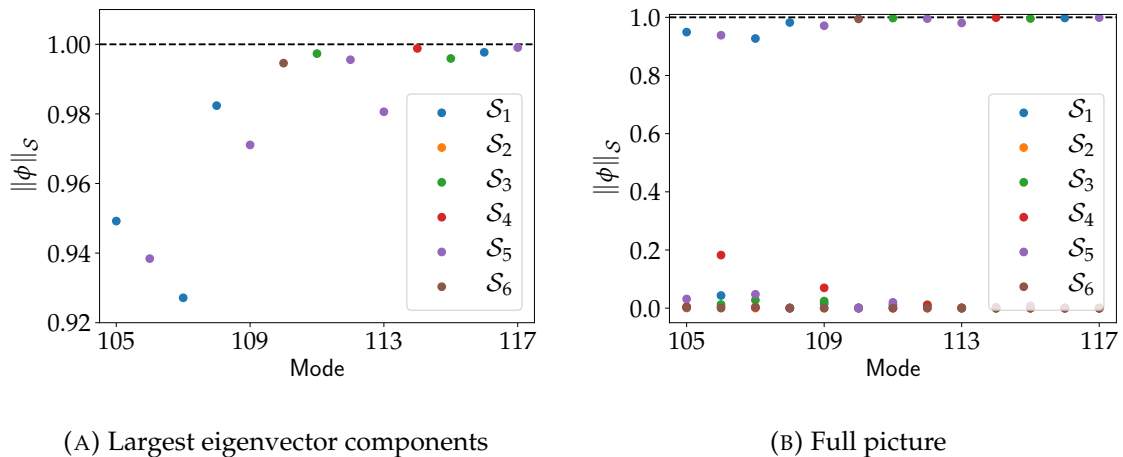 1.00
0.98
0.96
0.94
0.92
||ϕ||𝒮
105
109
113
117
Mode
𝒮1
𝒮2
𝒮3
𝒮4
𝒮5
𝒮6
(A) Largest eigenvector components
1.0
0.8
0.6
0.4
0.2
0.0
||ϕ||𝒮
105
109
113
117
Mode
𝒮1
𝒮2
𝒮3
𝒮4
𝒮5
𝒮6
(B) Full picture